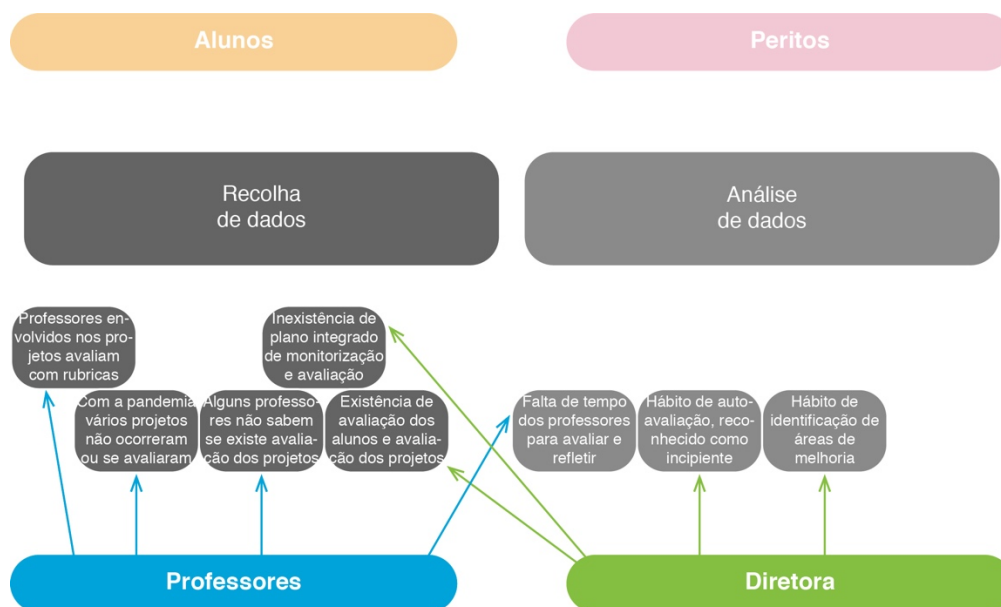 Alunos
Peritos
Recolha
de dados
Análise
de dados
Professores en-
volvidos nos pro-
jetos avaliam
com rubricas
Inexistência de
plano integrado
de monitorização
e avaliação
Com a pandemia
vários projetos
não ocorreram
ou se avaliaram
Alguns professo-
res não sabem
se existe avalia-
ção dos projetos
Existência de
avaliação dos
alunos e avalia-
ção dos projetos
Falta de tempo
dos professores
para avaliar e
refletir
Hábito de auto-
avaliação, reco-
nhecido como
incipiente
Hábito de
identificação de
áreas de
melhoria
Professores
Diretora